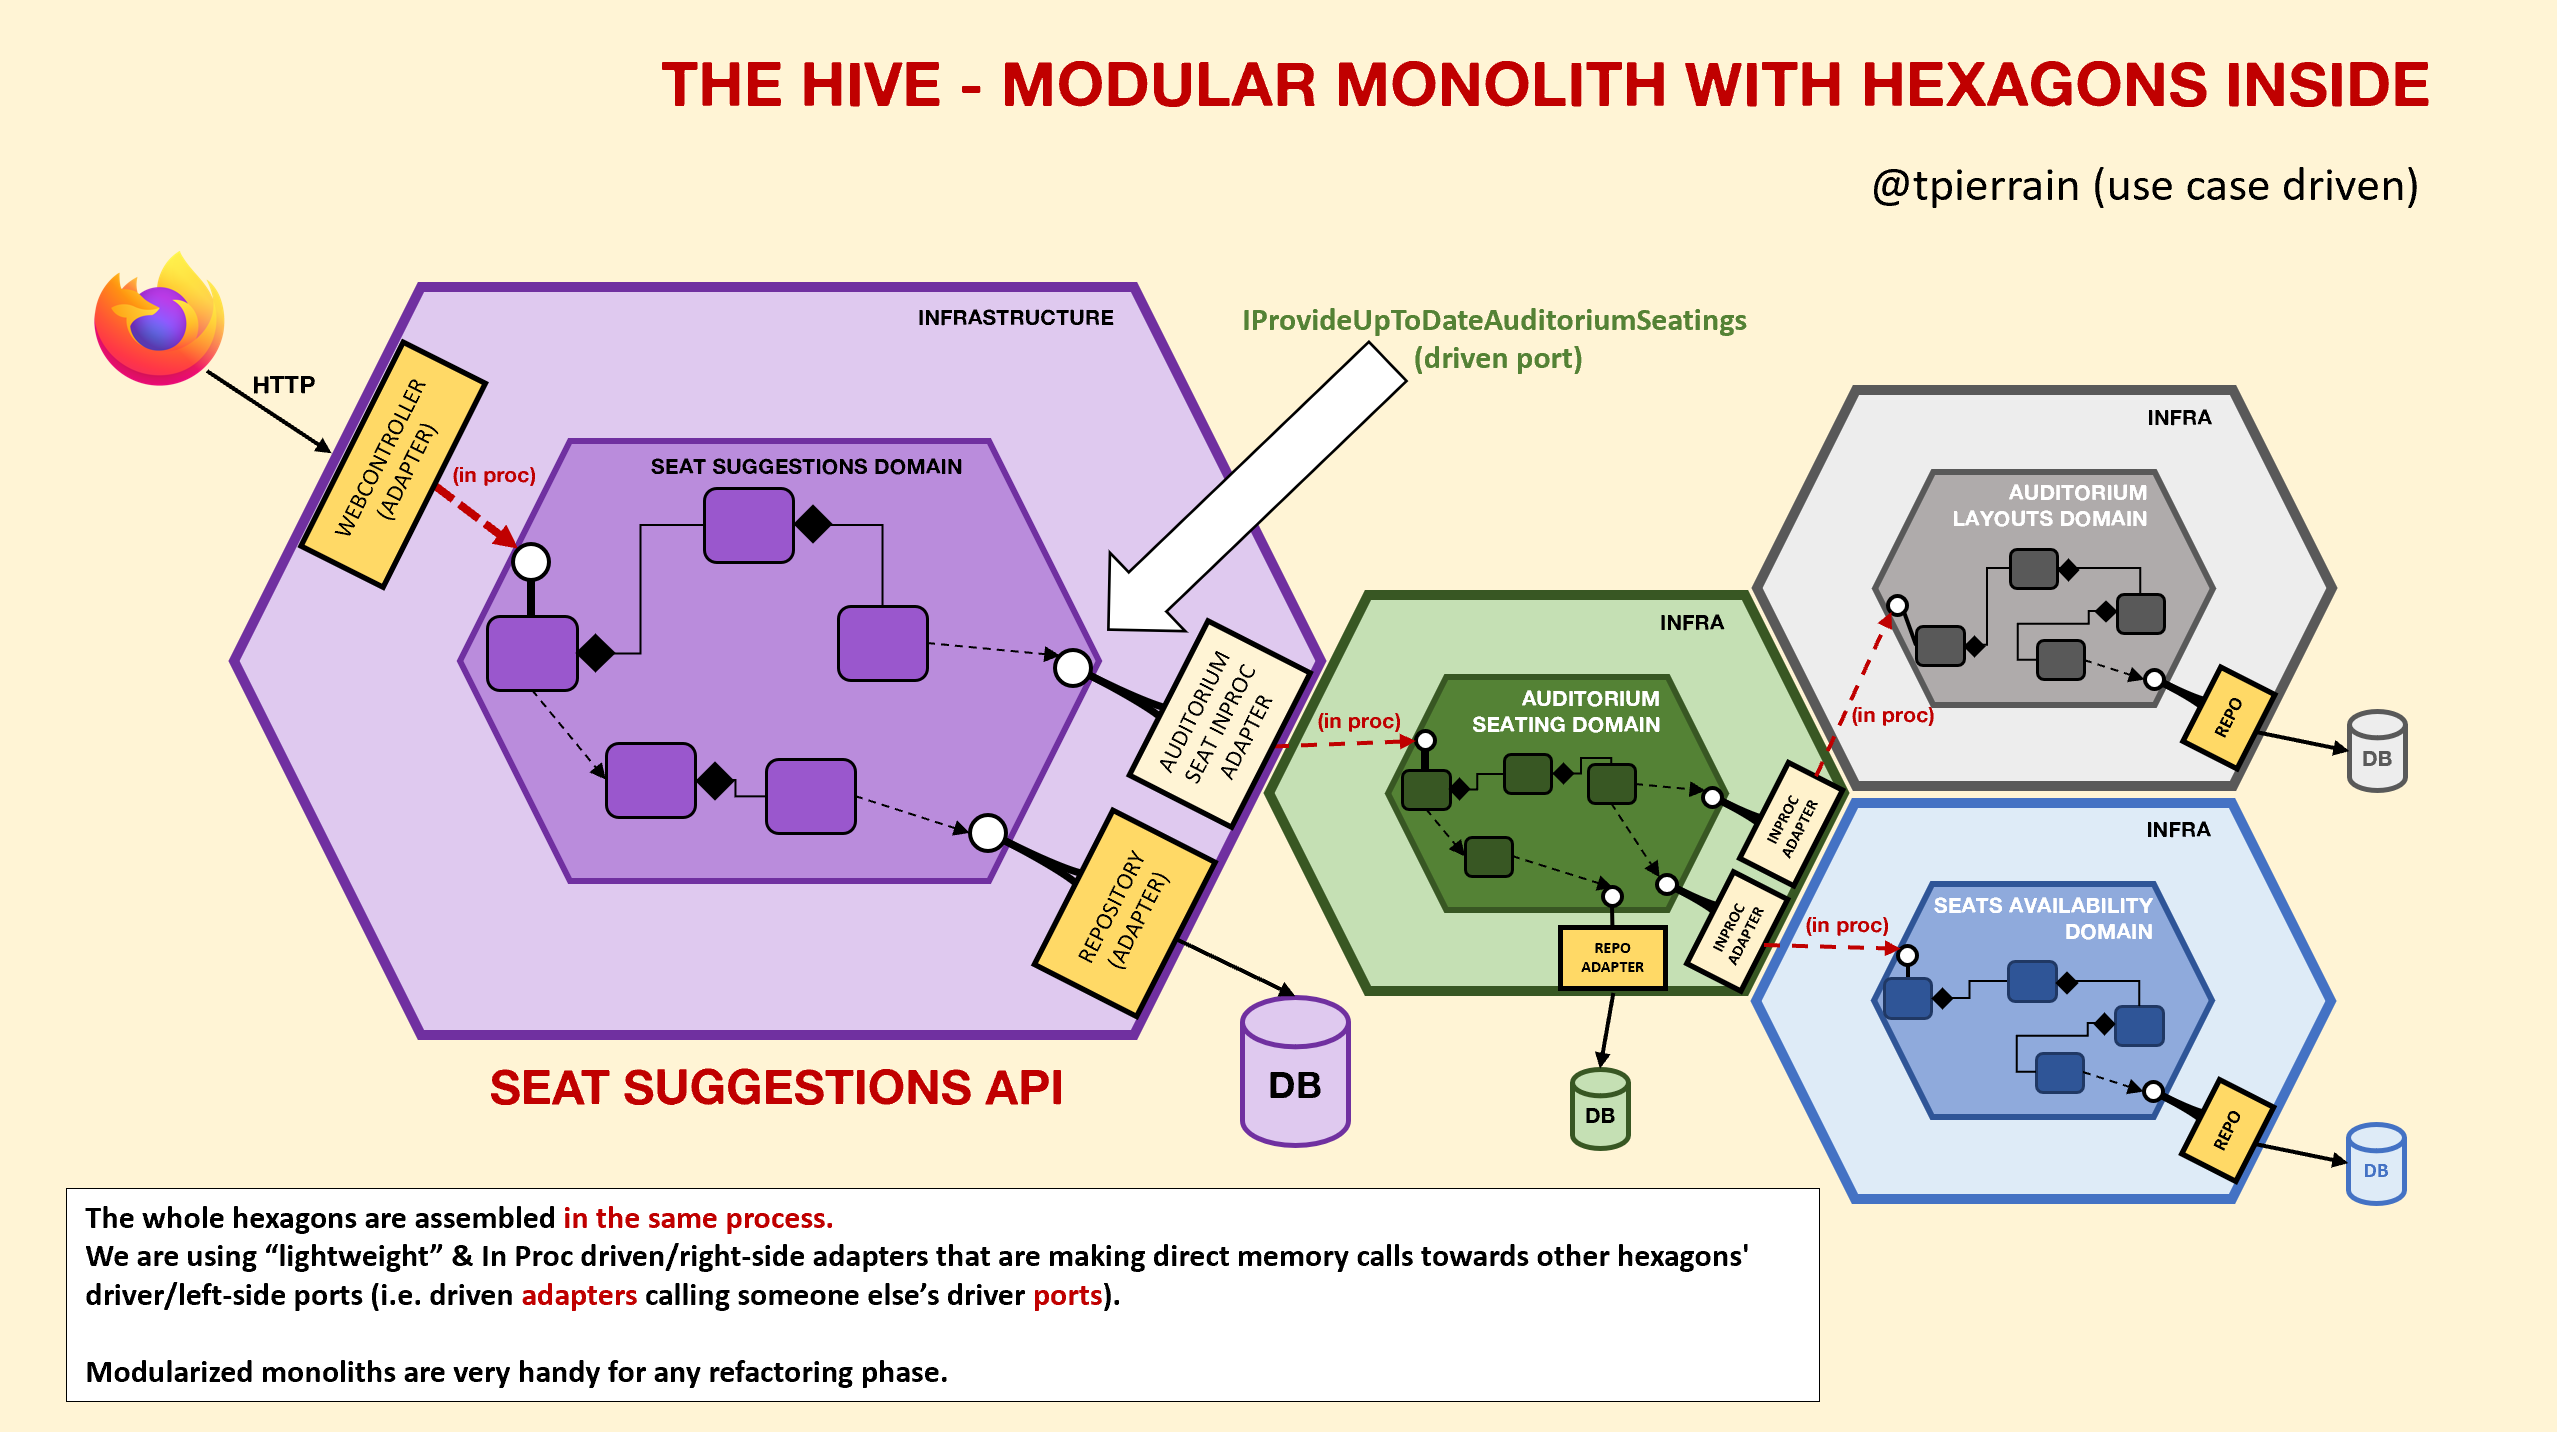 THE HIVE - MODULAR MONOLITH WITH HEXAGONS INSIDE
@tpierrain (use case driven)
HTTP
INFRASTRUCTURE
WEBCONTROLLER
(ADAPTER)
(in proc)
SEAT SUGGESTIONS DOMAIN
IProvideUpToDateAuditoriumSeatings
(driven port)
AUDITORIUM
SEAT INPROC
ADAPTER
REPOSITORY
(ADAPTER)
DB
SEAT SUGGESTIONS API
(in proc)
INFRA
AUDITORIUM
SEATING DOMAIN
INPROC
ADAPTER
INPROC
ADAPTER
REPO
ADAPTER
DB
(in proc)
INFRA
AUDITORIUM
LAYOUTS DOMAIN
REPO
DB
(in proc)
INFRA
SEATS AVAILABILITY
DOMAIN
REPO
DB
The whole hexagons are assembled in the same process.
We are using “lightweight” & In Proc driven/right-side adapters that are making direct memory calls towards other hexagons'
driver/left-side ports (i.e. driven adapters calling someone else’s driver ports).
Modularized monoliths are very handy for any refactoring phase.